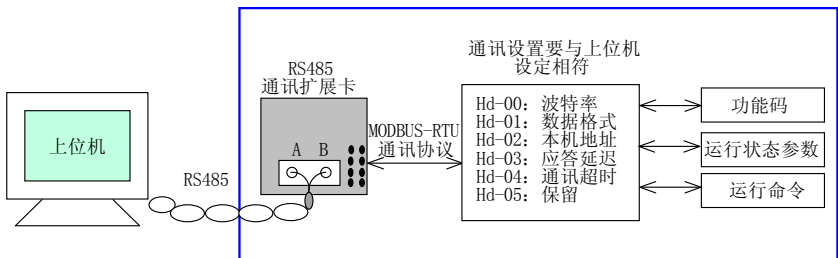 上位机
RS485
RS485
通讯扩展卡
A B
MODBUS-RTU
通讯协议
通讯设置要与上位机
设定相符
Hd-00：波特率
Hd-01：数据格式
Hd-02：本机地址
Hd-03：应答延迟
Hd-04：通讯超时
Hd-05：保留
功能码
运行状态参数
运行命令